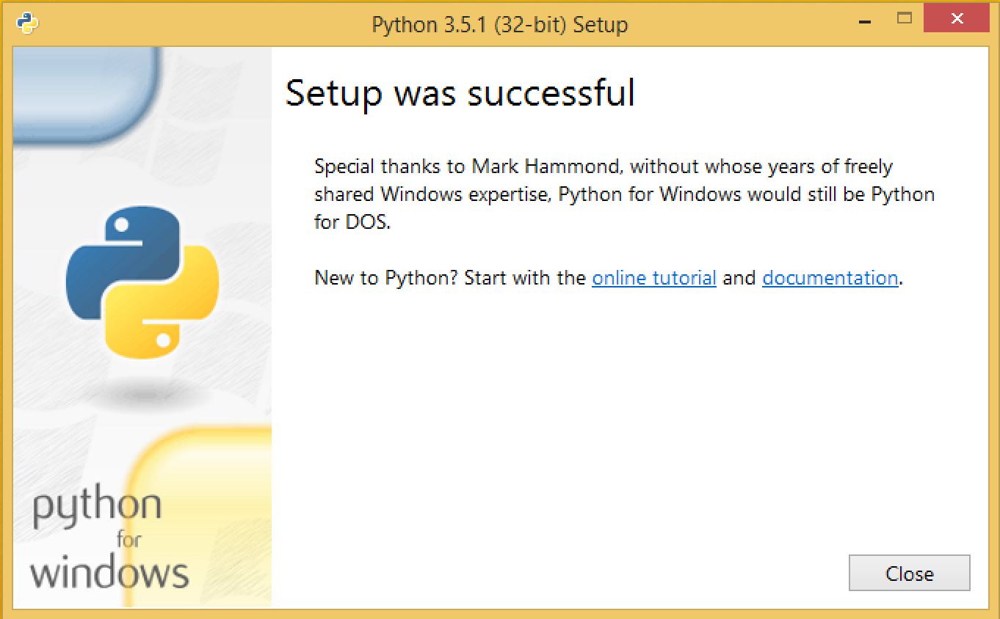 Python 3.5.1 (32-bit) Setup
Setup was successful
Special thanks to Mark Hammond, without whose years of freely
shared Windows expertise, Python for Windows would still be Python
for DOS.
New to Python? Start with the online tutorial and documentation.
python
for
windows
Close